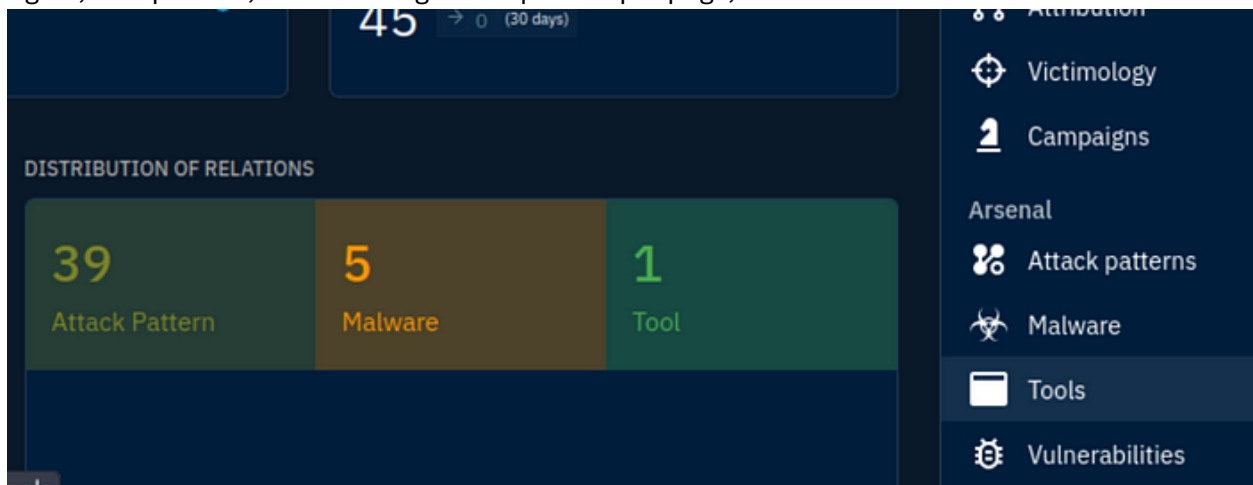 45 → 0 (30 days)
DISTRIBUTION OF RELATIONS
39
Attack Pattern
5
Malware
1
Tool
Attribution
Victimology
Campaigns
Arsenal
Attack patterns
Malware
Tools
Vulnerabilities